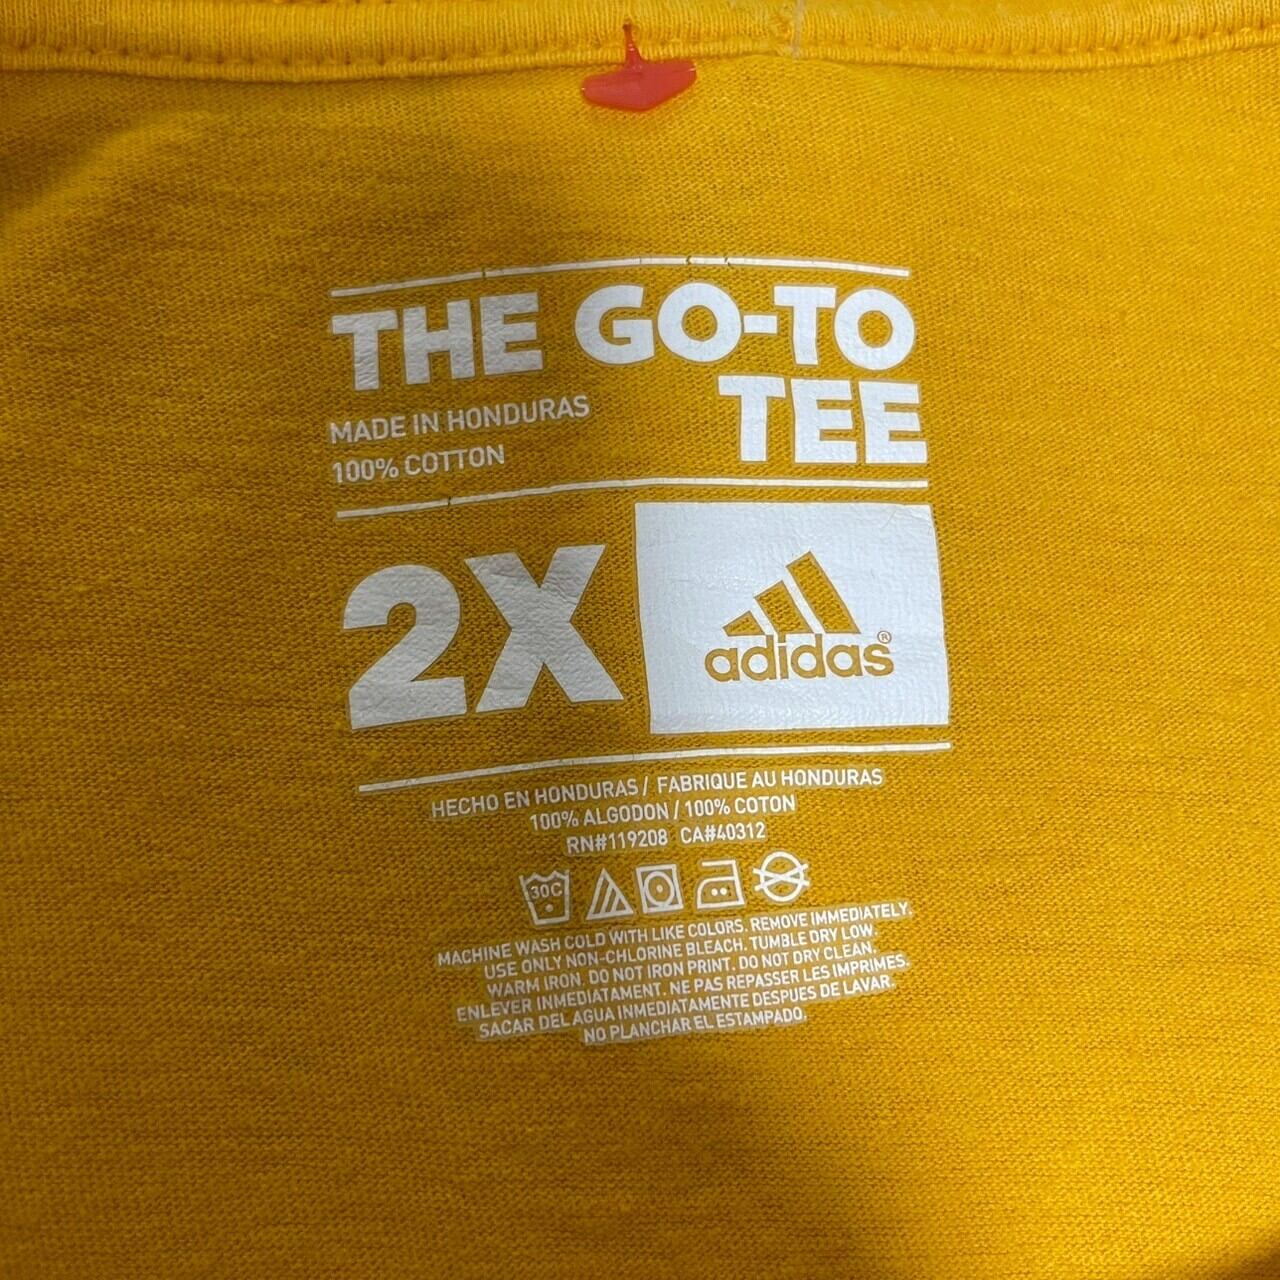 THE GO-TO
TEE
MADE IN HONDURAS
100% COTTON
2X
adidas®
HECHO EN HONDURAS / FABRIQUE AU HONDURAS
100% ALGODON / 100% COTON
RN#119208 CA#40312
30C
MACHINE WASH COLD WITH LIKE COLORS. REMOVE IMMEDIATELY.
USE ONLY NON-CHLORINE BLEACH. TUMBLE DRY LOW.
WARM IRON. DO NOT IRON PRINT. DO NOT DRY CLEAN.
ENLEVER INMEDIATAMENT. NE PAS REPASSER LES IMPRIMES.
SACAR DEL AGUA INMEDIATAMENTE DESPUES DE LAVAR.
NO PLANCHAR EL ESTAMPADO.